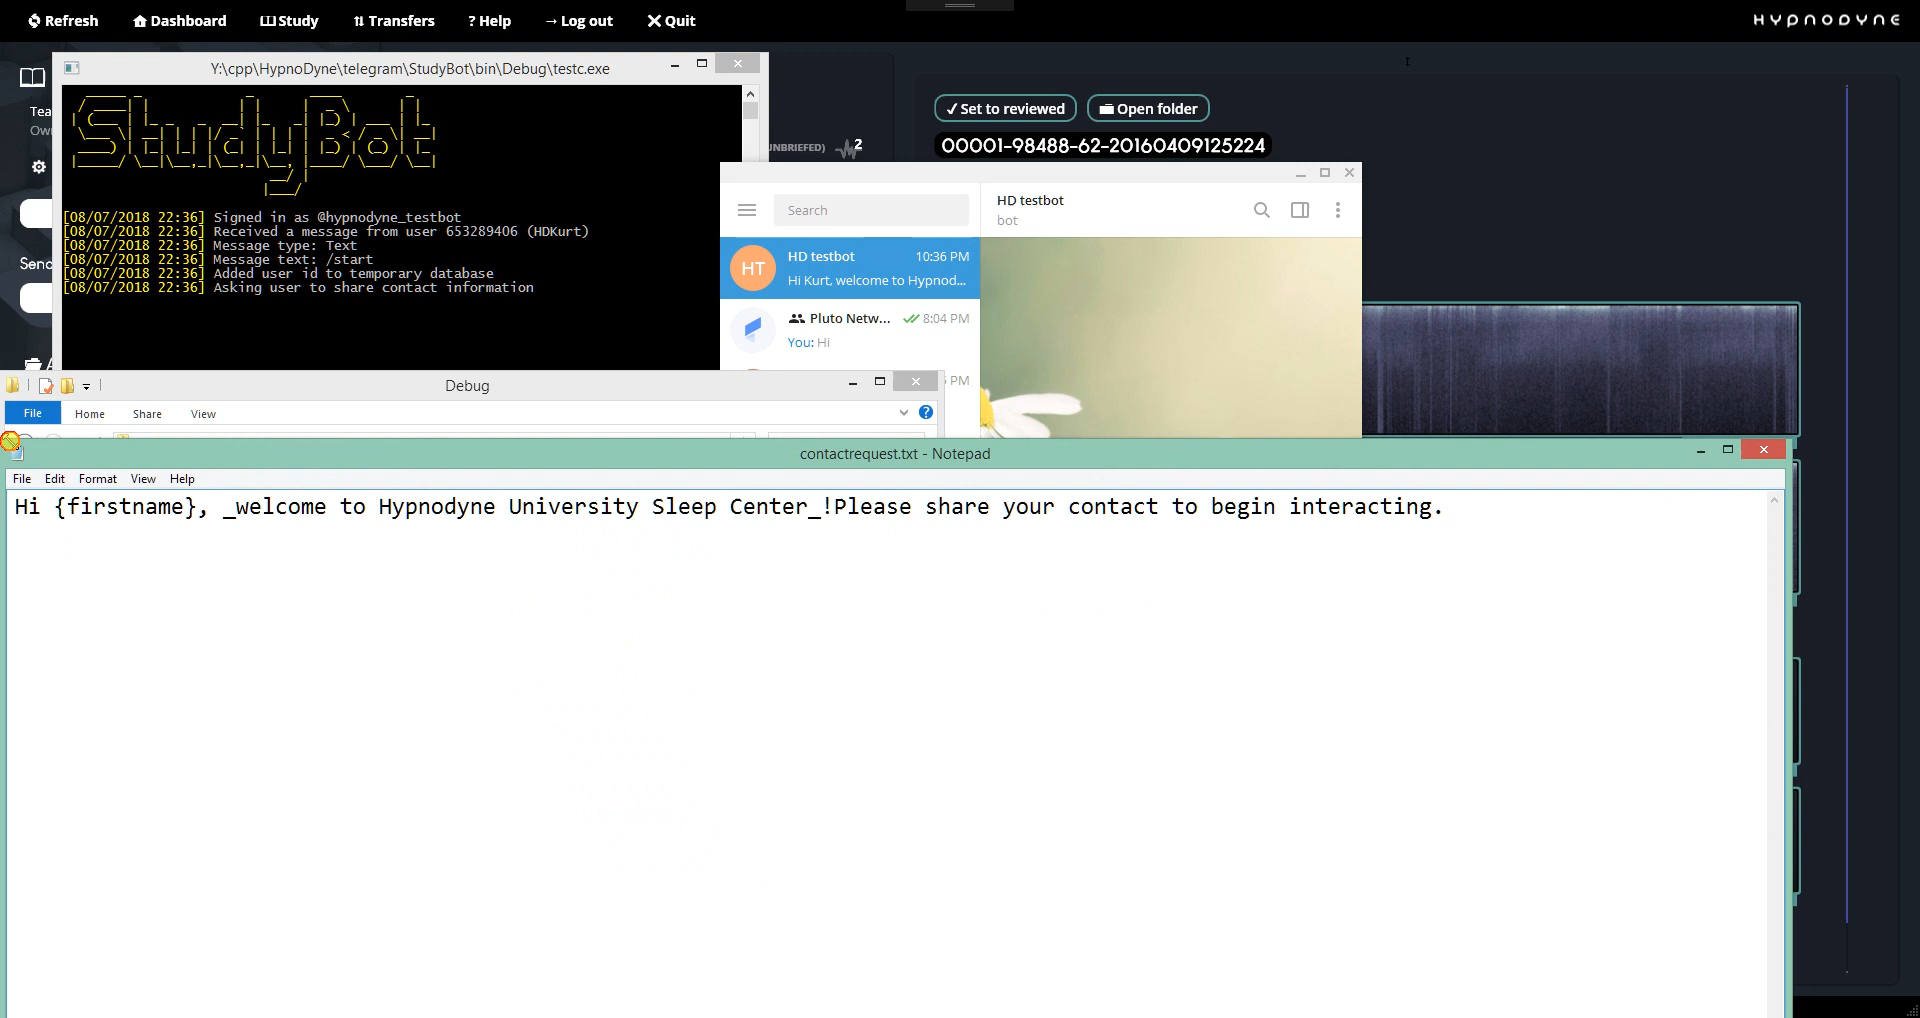 Refresh
Dashboard
Study
Transfers
? Help
Log out
Quit
HYPNODYNE
Y:\cpp\HypnoDyne\telegram\StudyBot\bin\Debug\testc.exe
Tea
Own
Send
StudyBot
[08/07/2018 22:36] Signed in as @hypnodyne_testbot
[08/07/2018 22:36] Received a message from user 653289406 (HDKurt)
[08/07/2018 22:36] Message type: Text
[08/07/2018 22:36] Message text: /start
[08/07/2018 22:36] Added user id to temporary database
[08/07/2018 22:36] Asking user to share contact information
UNBRIEFED)
2
Set to reviewed
Open folder
00001-98488-62-20160409125224
Search
HD testbot
bot
HT
HD testbot
10:36 PM
Hi Kurt, welcome to Hypnod...
Pluto Netw...
8:04 PM
You: Hi
PM
Debug
File
Home
Share
View
contactrequest.txt - Notepad
File
Edit
Format
View
Help
Hi {firstname}, _welcome to Hypnodyne University Sleep Center_!Please share your contact to begin interacting.